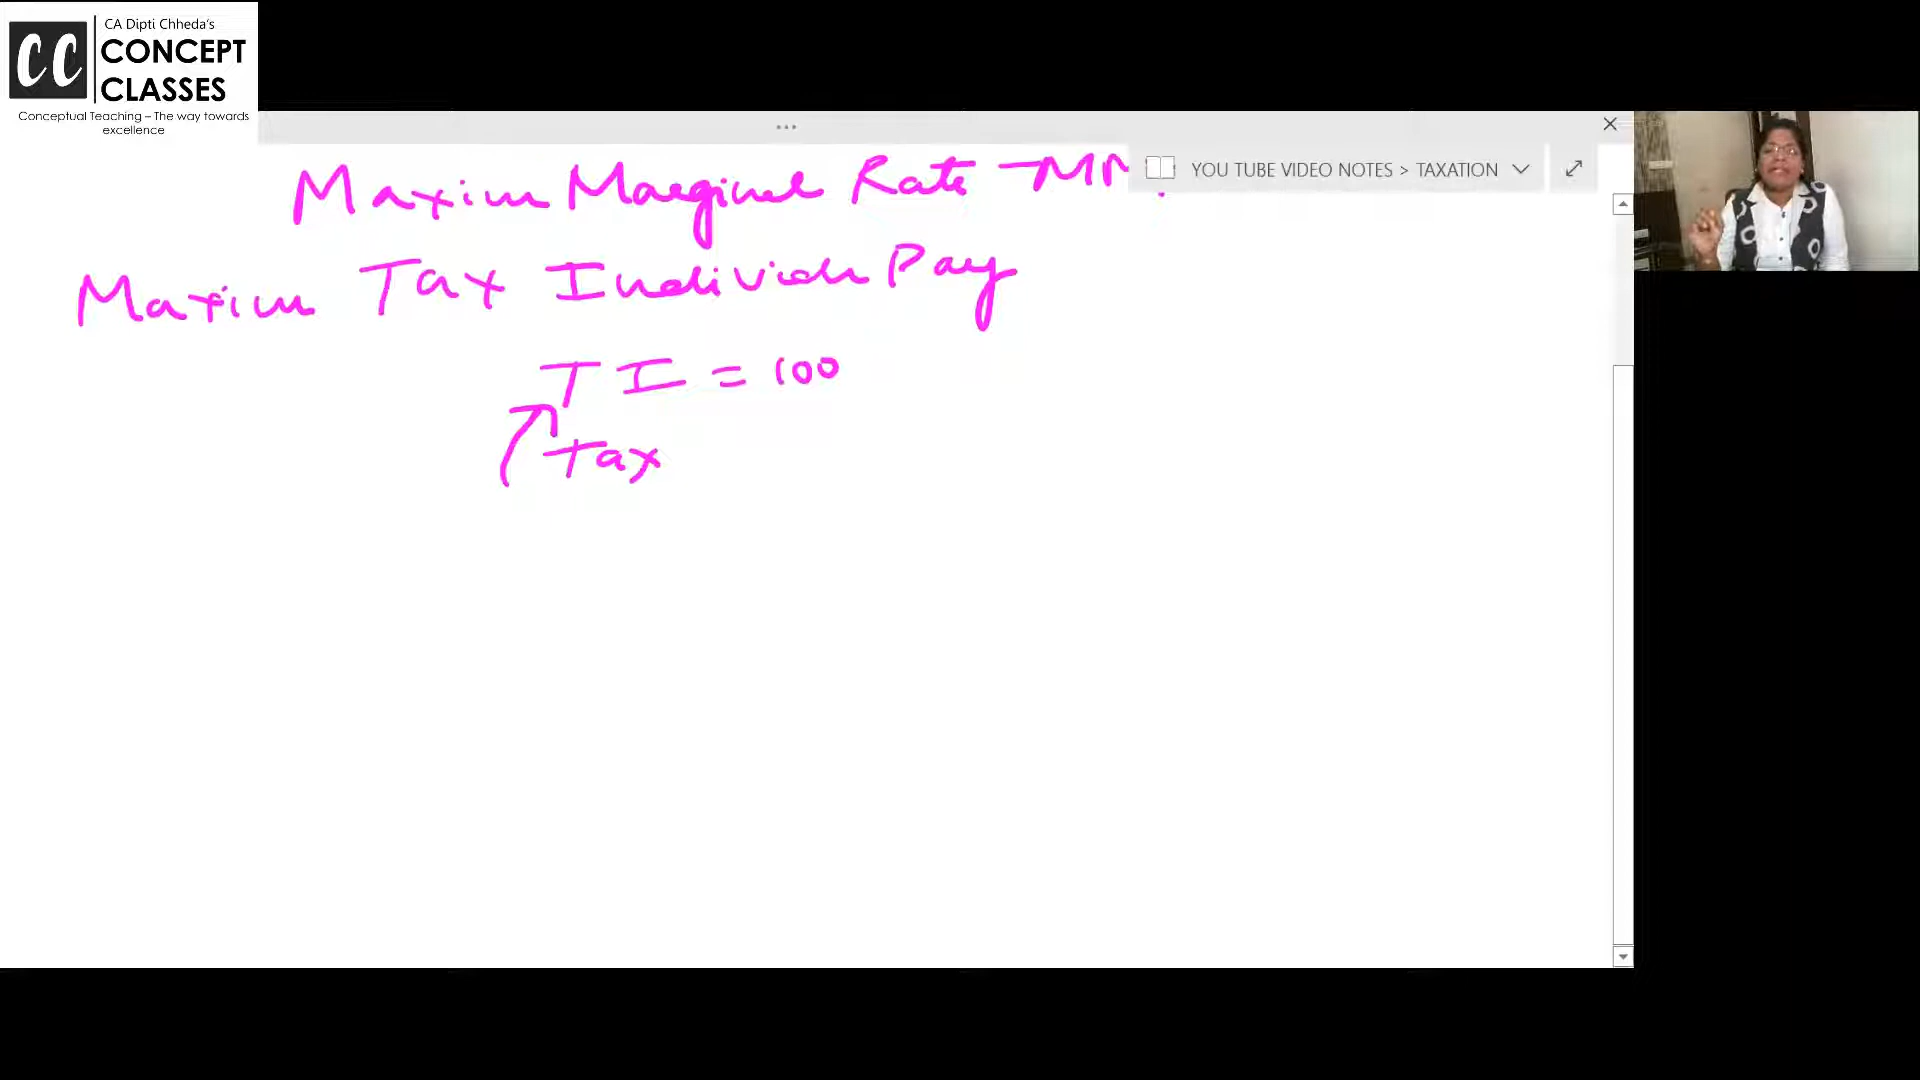 CA Dipti Chheda's
CC CONCEPT
CLASSES
Conceptual Teaching – The way towards
excellence
YOU TUBE VIDEO NOTES > TAXATION
Maxim Marginal Rate - MM
Maxim Tax Individu Pay
TI = 100
Tax